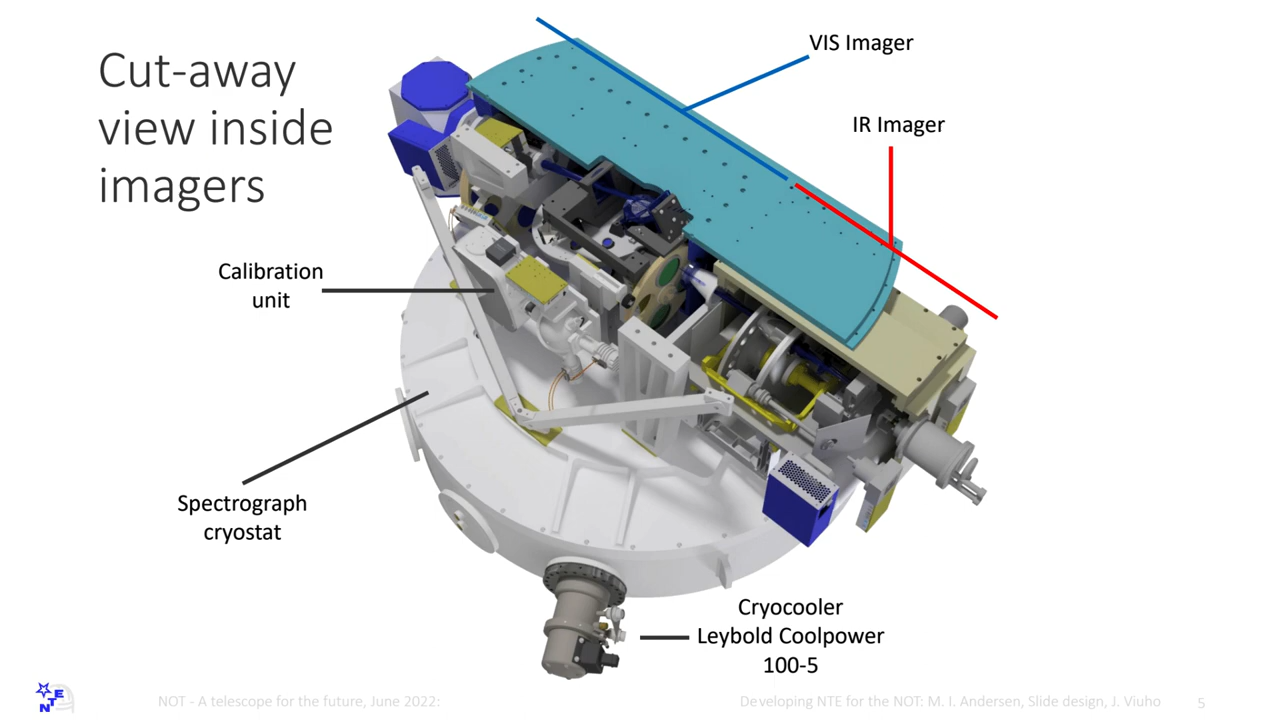 Cut-away
view inside
imagers
VIS Imager
IR Imager
Calibration
unit
Spectrograph
cryostat
Cryocooler
Leybold Coolpower
100-5
NTE
NOT - A telescope for the future, June 2022:
Developing NTE for the NOT: M. I. Andersen, Slide design, J. Viuho
5